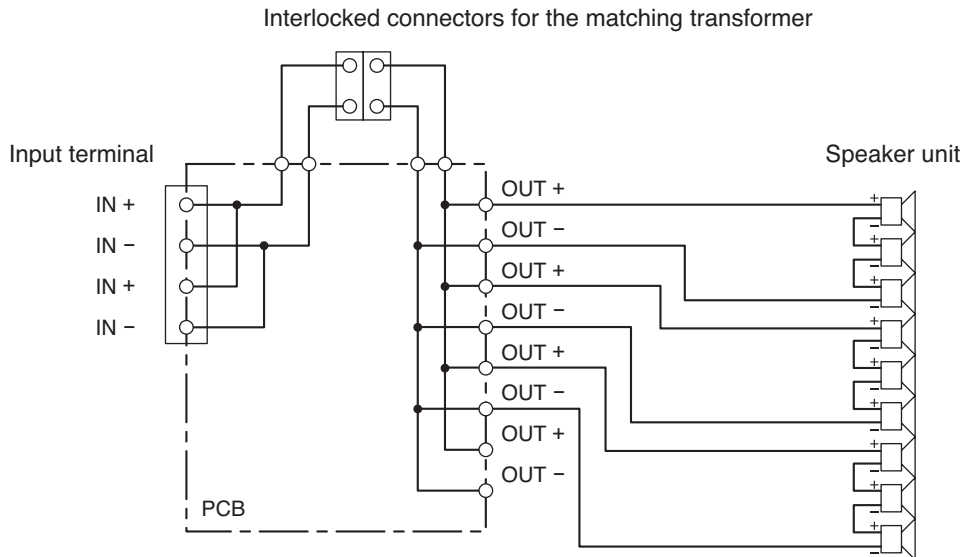 Interlocked connectors for the matching transformer
Input terminal
Speaker unit
IN +
IN −
IN +
IN −
OUT +
OUT −
OUT +
OUT −
OUT +
OUT −
OUT +
OUT −
PCB
+
−
+
−
+
−
+
−
+
−
+
−
+
−
+
−
+
−